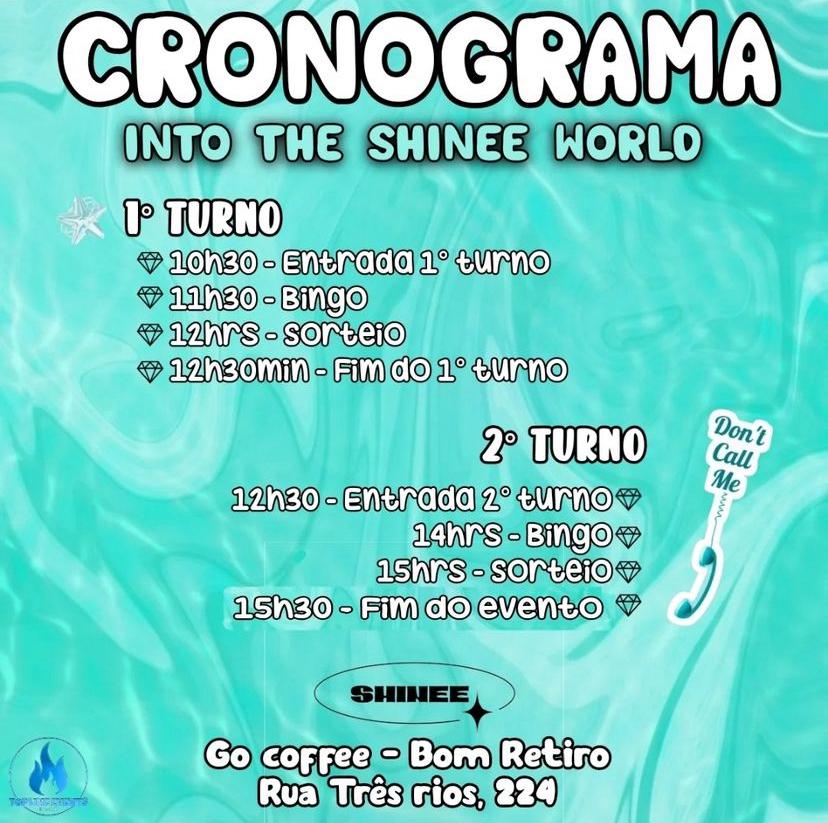 CRONOGRAMA
INTO THE SHINEE WORLD
1° TURNO
10h30 - Entrada 1° turno
11h30 - Bingo
12hrs - Sorteio
12h30min - Fim do 1° turno
2° TURNO
12h30 - Entrada 2° turno
14hrs - Bingo
15hrs - Sorteio
15h30 - Fim do evento
Don't
Call
Me
SHINEE
Go coffee - Bom Retiro
Rua Três rios, 224